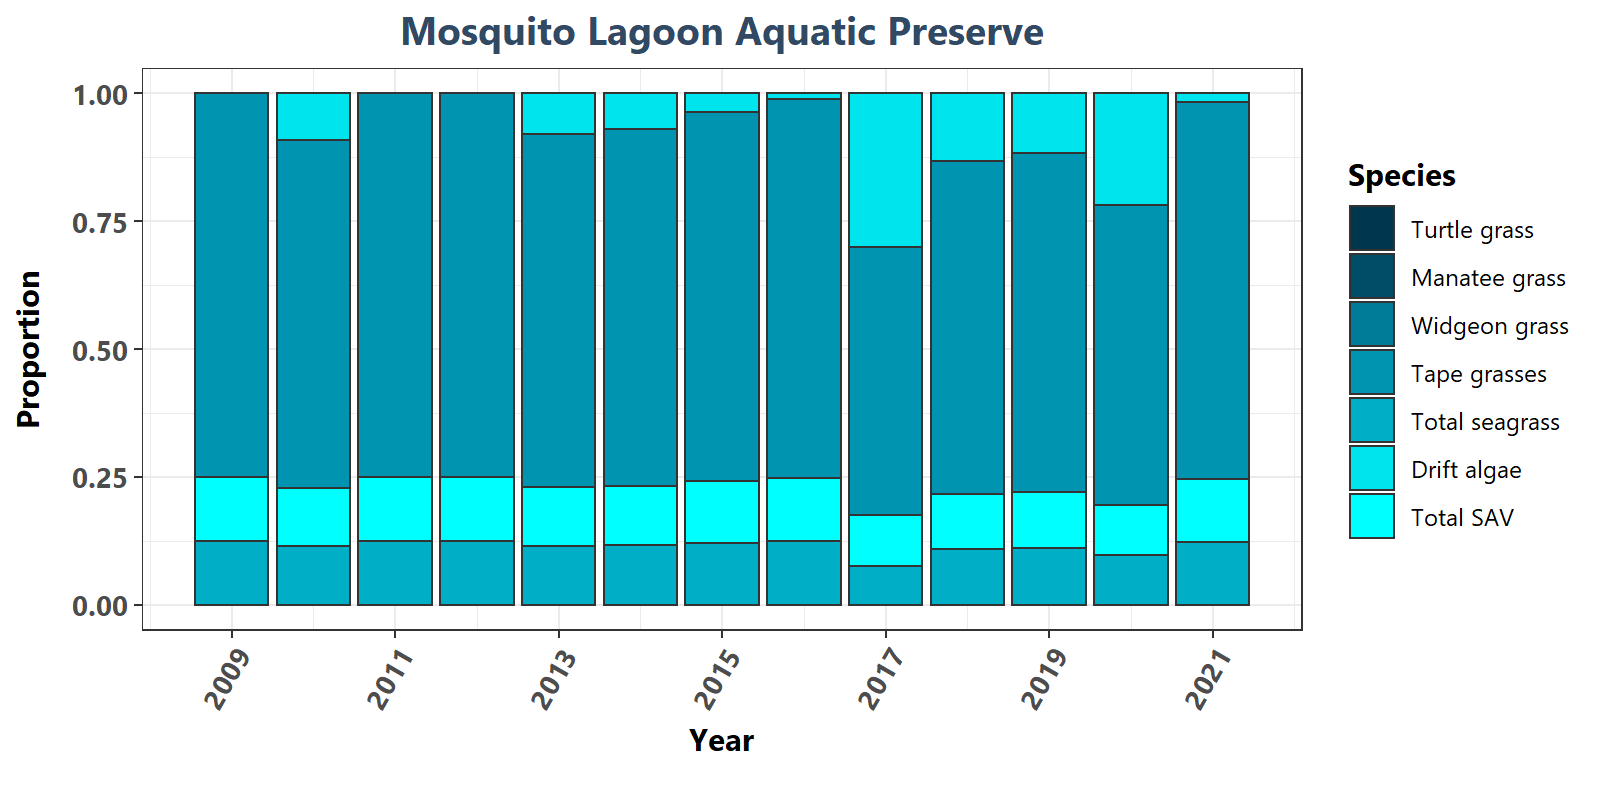 Mosquito Lagoon Aquatic Preserve
1.00
0.75
0.50
0.25
0.00
Proportion
2009
2011
2013
2015
2017
2019
2021
Year
Species
Turtle grass
Manatee grass
Widgeon grass
Tape grasses
Total seagrass
Drift algae
Total SAV